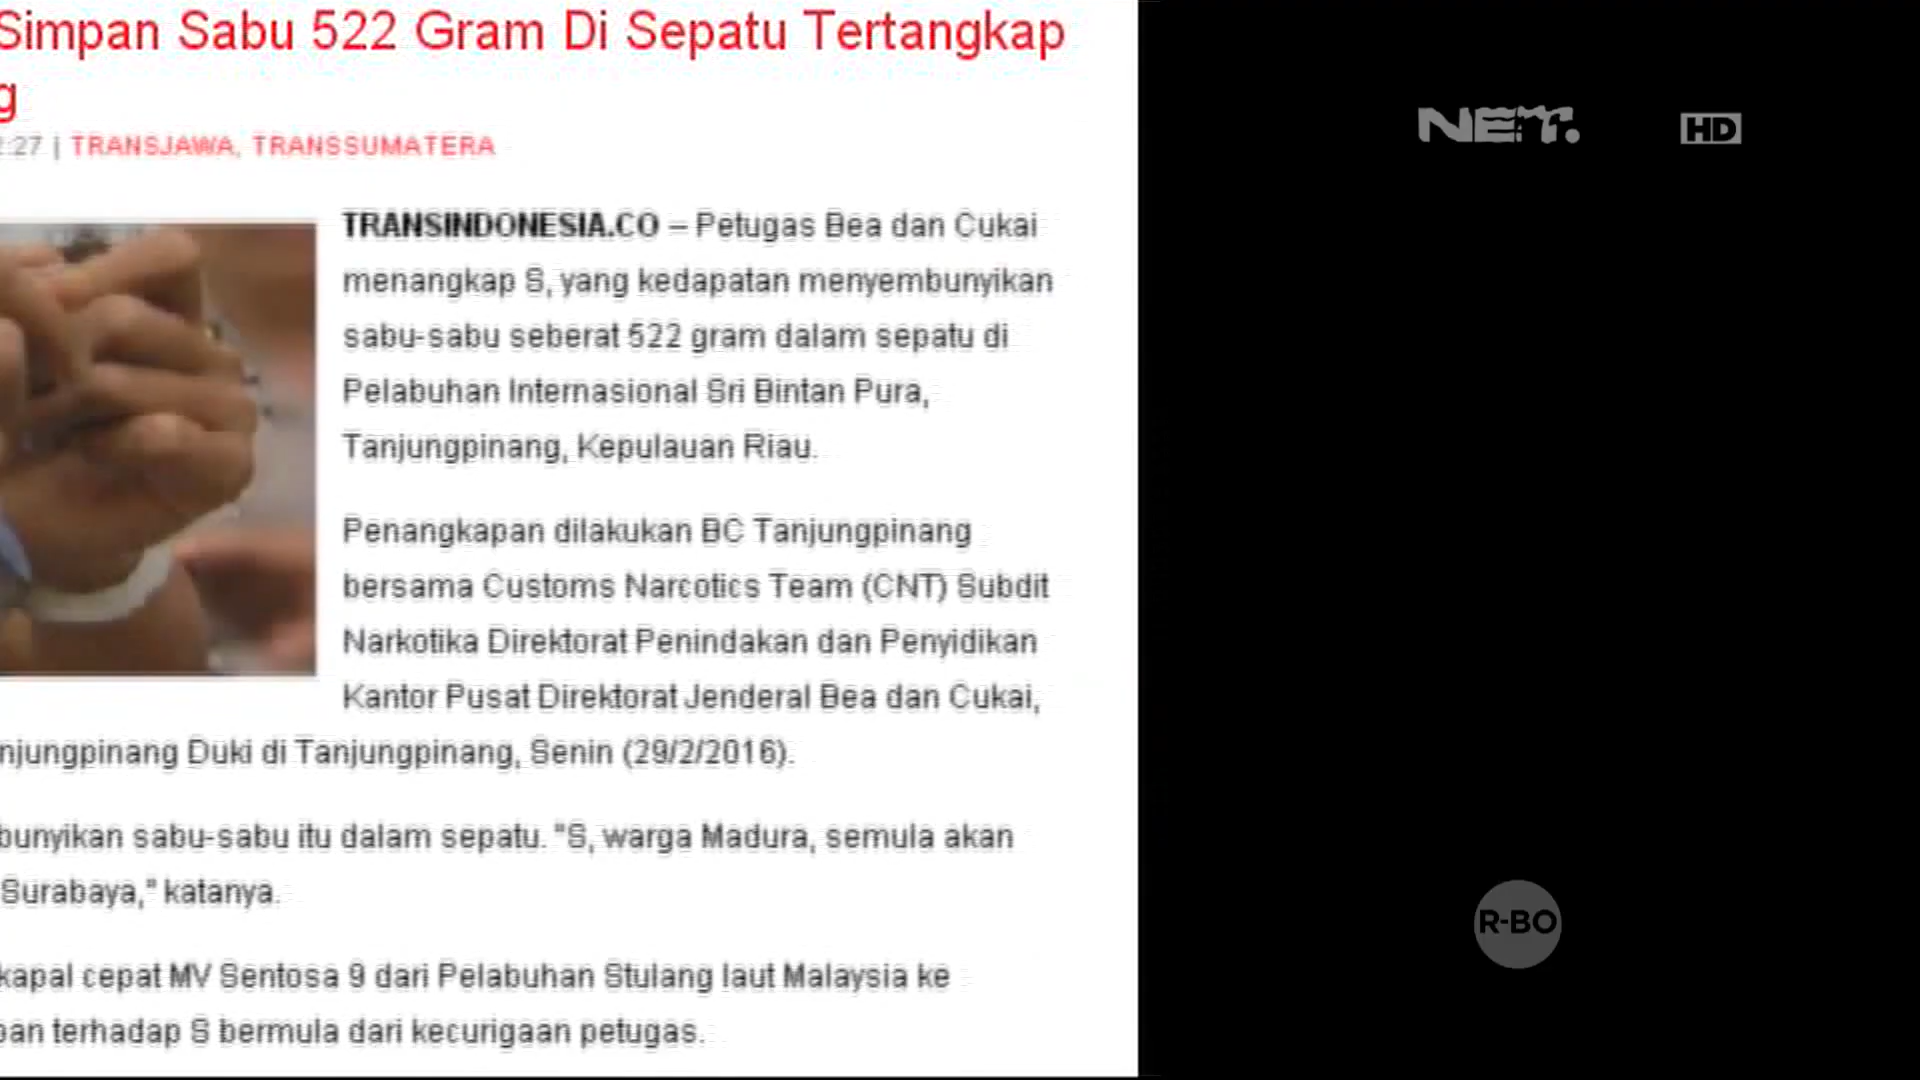 Simpan Sabu 522 Gram Di Sepatu Tertangkap
g
:27 | TRANSJAWA, TRANSSUMATERA
TRANSINDONESIA.CO – Petugas Bea dan Cukai
menangkap S, yang kedapatan menyembunyikan
sabu-sabu seberat 522 gram dalam sepatu di
Pelabuhan Internasional Sri Bintan Pura,
Tanjungpinang, Kepulauan Riau.
Penangkapan dilakukan BC Tanjungpinang
bersama Customs Narcotics Team (CNT) Subdit
Narkotika Direktorat Penindakan dan Penyidikan
Kantor Pusat Direktorat Jenderal Bea dan Cukai,
njungpinang Duki di Tanjungpinang, Senin (29/2/2016).
bunyikan sabu-sabu itu dalam sepatu. "S, warga Madura, semula akan
Surabaya," katanya.
kapal cepat MV Sentosa 9 dari Pelabuhan Stulang laut Malaysia ke
pan terhadap S bermula dari kecurigaan petugas.
NET.
HD
R-BO